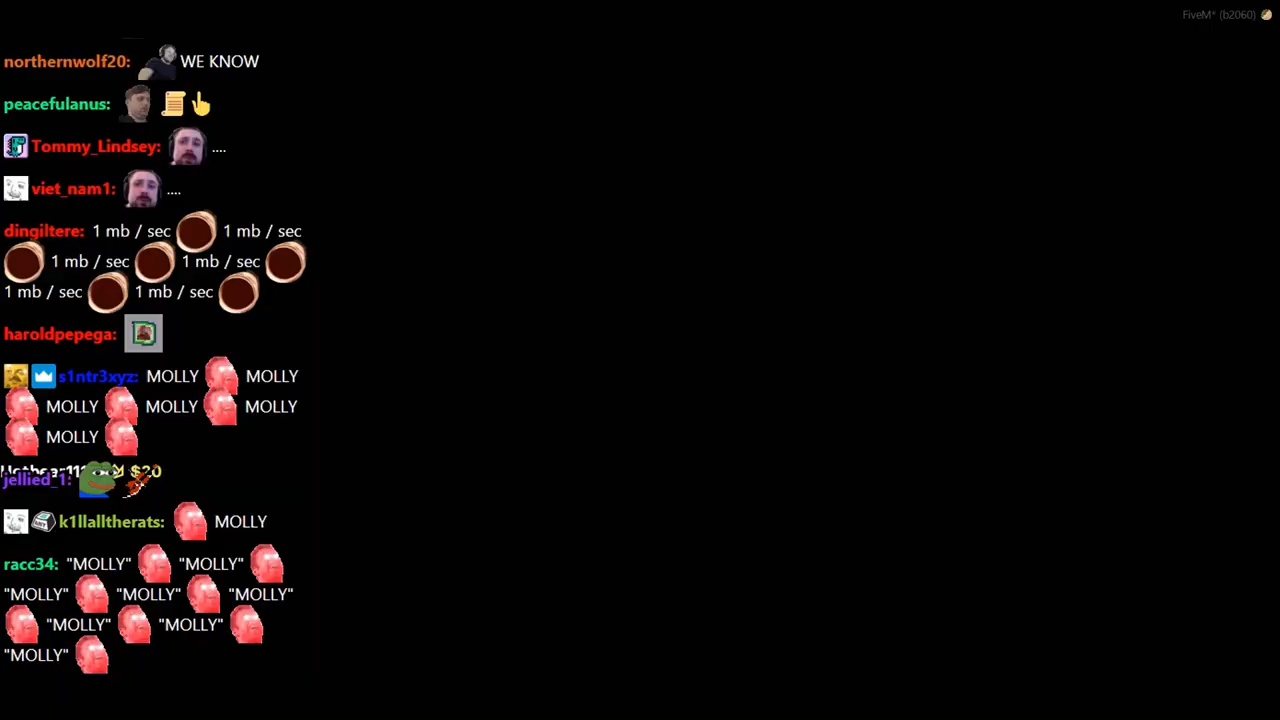 FiveM* (b2060)
northernwolf20: WE KNOW
peacefulanus:
Tommy_Lindsey: ....
viet_nam1: ....
dingiltere: 1 mb / sec 1 mb / sec
1 mb / sec 1 mb / sec
1 mb / sec 1 mb / sec
haroldpepega:
s1ntr3xyz: MOLLY MOLLY
MOLLY MOLLY MOLLY
MOLLY
$20
jellied_1:
k1llalltherats: MOLLY
racc34: "MOLLY" "MOLLY"
"MOLLY" "MOLLY" "MOLLY"
"MOLLY" "MOLLY"
"MOLLY"